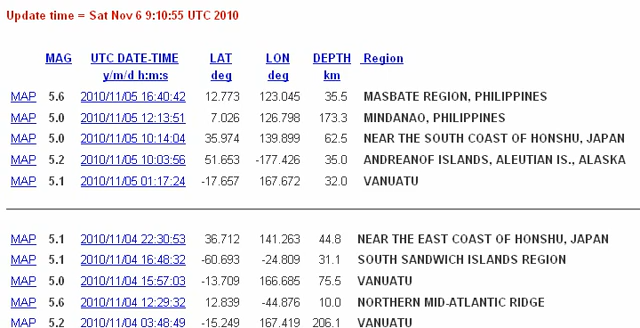 Update time = Sat Nov 6 9:10:55 UTC 2010
MAG UTC DATE-TIME LAT LON DEPTH Region
y/m/d h:m:s deg deg km
MAP 5.6 2010/11/05 16:40:42 12.773 123.045 35.5 MASBATE REGION, PHILIPPINES
MAP 5.0 2010/11/05 12:13:51 7.026 126.798 173.3 MINDANAO, PHILIPPINES
MAP 5.0 2010/11/05 10:14:04 35.974 139.899 62.5 NEAR THE SOUTH COAST OF HONSHU, JAPAN
MAP 5.2 2010/11/05 10:03:56 51.653 -177.426 35.0 ANDREANOF ISLANDS, ALEUTIAN IS., ALASKA
MAP 5.1 2010/11/05 01:17:24 -17.657 167.672 32.0 VANUATU
MAP 5.1 2010/11/04 22:30:53 36.712 141.263 44.8 NEAR THE EAST COAST OF HONSHU, JAPAN
MAP 5.1 2010/11/04 16:48:32 -60.693 -24.809 31.1 SOUTH SANDWICH ISLANDS REGION
MAP 5.0 2010/11/04 15:57:03 -13.709 166.685 75.5 VANUATU
MAP 5.6 2010/11/04 12:29:32 12.839 -44.876 10.0 NORTHERN MID-ATLANTIC RIDGE
MAP 5.2 2010/11/04 03:48:49 -15.249 167.419 206.1 VANUATU